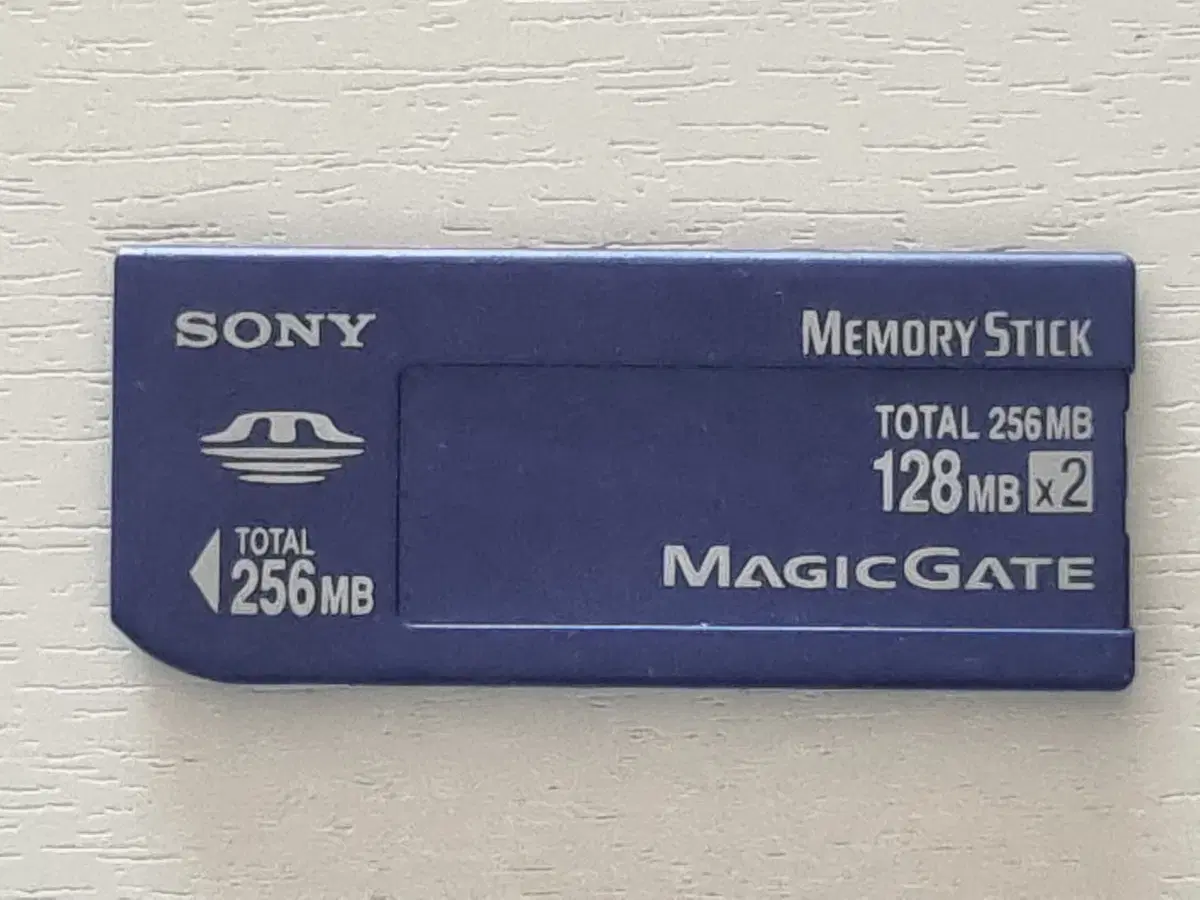 SONY
MEMORY STICK
TOTAL 256MB
128MB x2
MAGICGATE
TOTAL
256MB